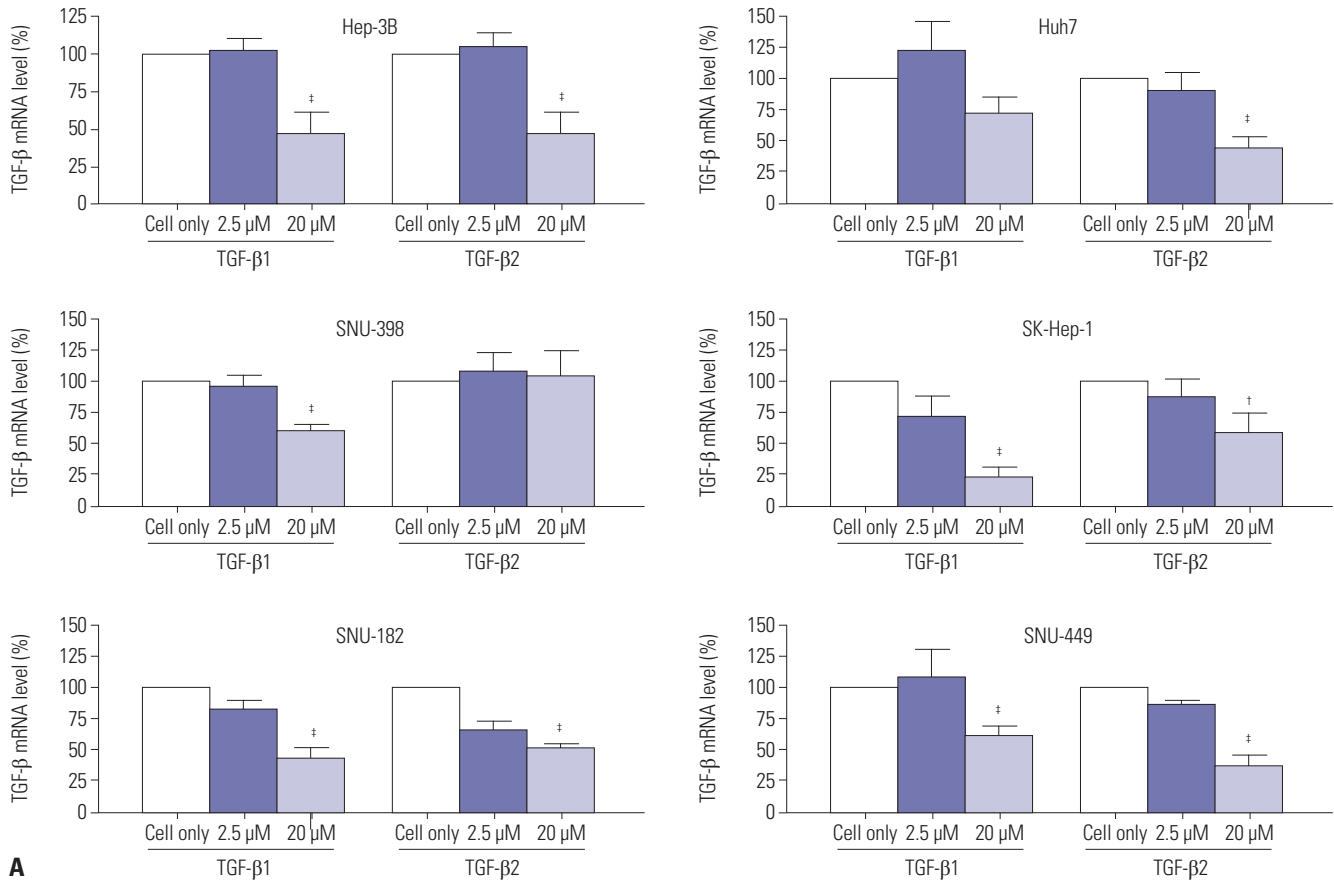 Hep-3B
TGF-β mRNA level (%)
125
100
75
50
25
0
‡
‡
Cell only 2.5 µM 20 µM
Cell only 2.5 µM 20 µM
TGF-β1
TGF-β2
Huh7
TGF-β mRNA level (%)
150
125
100
75
50
25
0
‡
Cell only 2.5 µM 20 µM
Cell only 2.5 µM 20 µM
TGF-β1
TGF-β2
SNU-398
TGF-β mRNA level (%)
150
125
100
75
50
25
0
‡
Cell only 2.5 µM 20 µM
Cell only 2.5 µM 20 µM
TGF-β1
TGF-β2
SK-Hep-1
TGF-β mRNA level (%)
150
125
100
75
50
25
0
‡
†
Cell only 2.5 µM 20 µM
Cell only 2.5 µM 20 µM
TGF-β1
TGF-β2
SNU-182
TGF-β mRNA level (%)
150
125
100
75
50
25
0
‡
‡
Cell only 2.5 µM 20 µM
Cell only 2.5 µM 20 µM
TGF-β1
TGF-β2
SNU-449
TGF-β mRNA level (%)
150
125
100
75
50
25
0
‡
‡
Cell only 2.5 µM 20 µM
Cell only 2.5 µM 20 µM
TGF-β1
TGF-β2
A